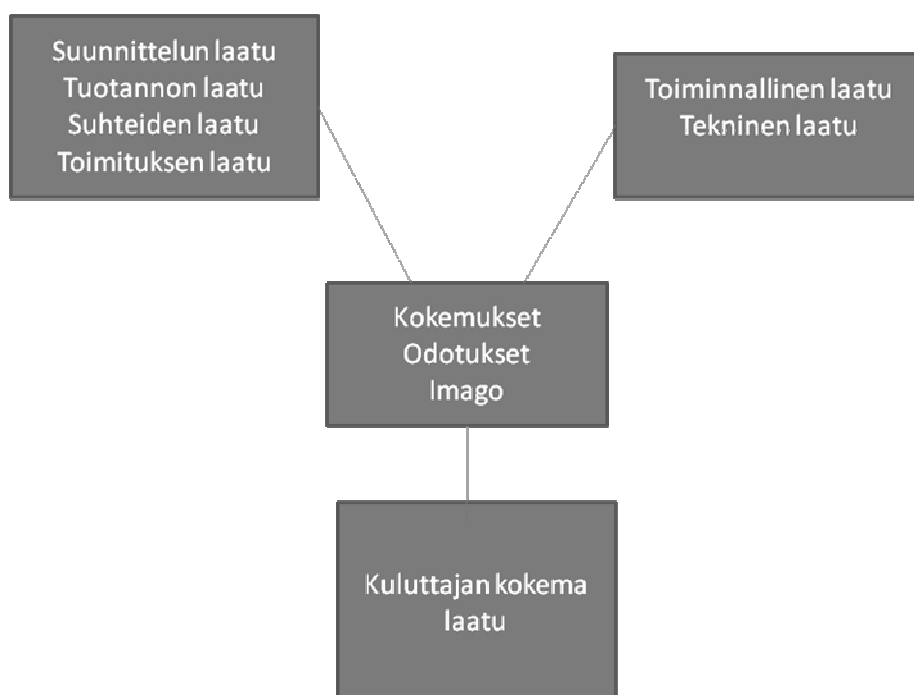 Suunnittelun laatu
Tuotannon laatu
Suhteiden laatu
Toimituksen laatu
Toiminnallinen laatu
Tekninen laatu
Kokemukset
Odotukset
Imago
Kuluttajan kokema
laatu